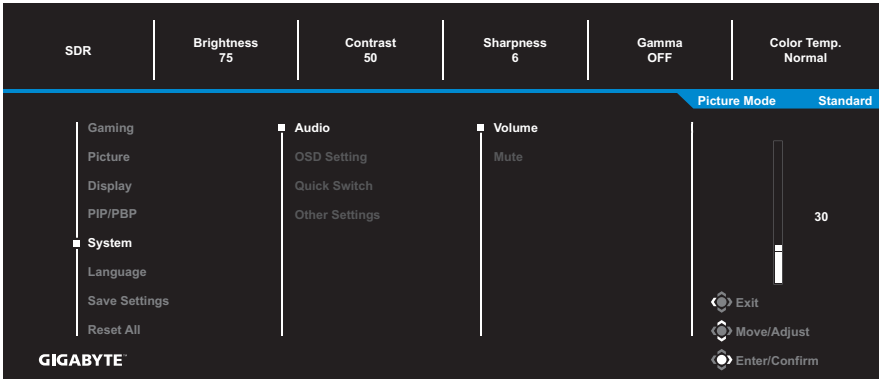 SDR
Brightness
75
Contrast
50
Sharpness
6
Gamma
OFF
Color Temp.
Normal
Picture Mode Standard
Gaming
Picture
Display
PIP/PBP
System
Language
Save Settings
Reset All
Audio
OSD Setting
Quick Switch
Other Settings
Volume
Mute
30
Exit
Move/Adjust
Enter/Confirm
GIGABYTE™